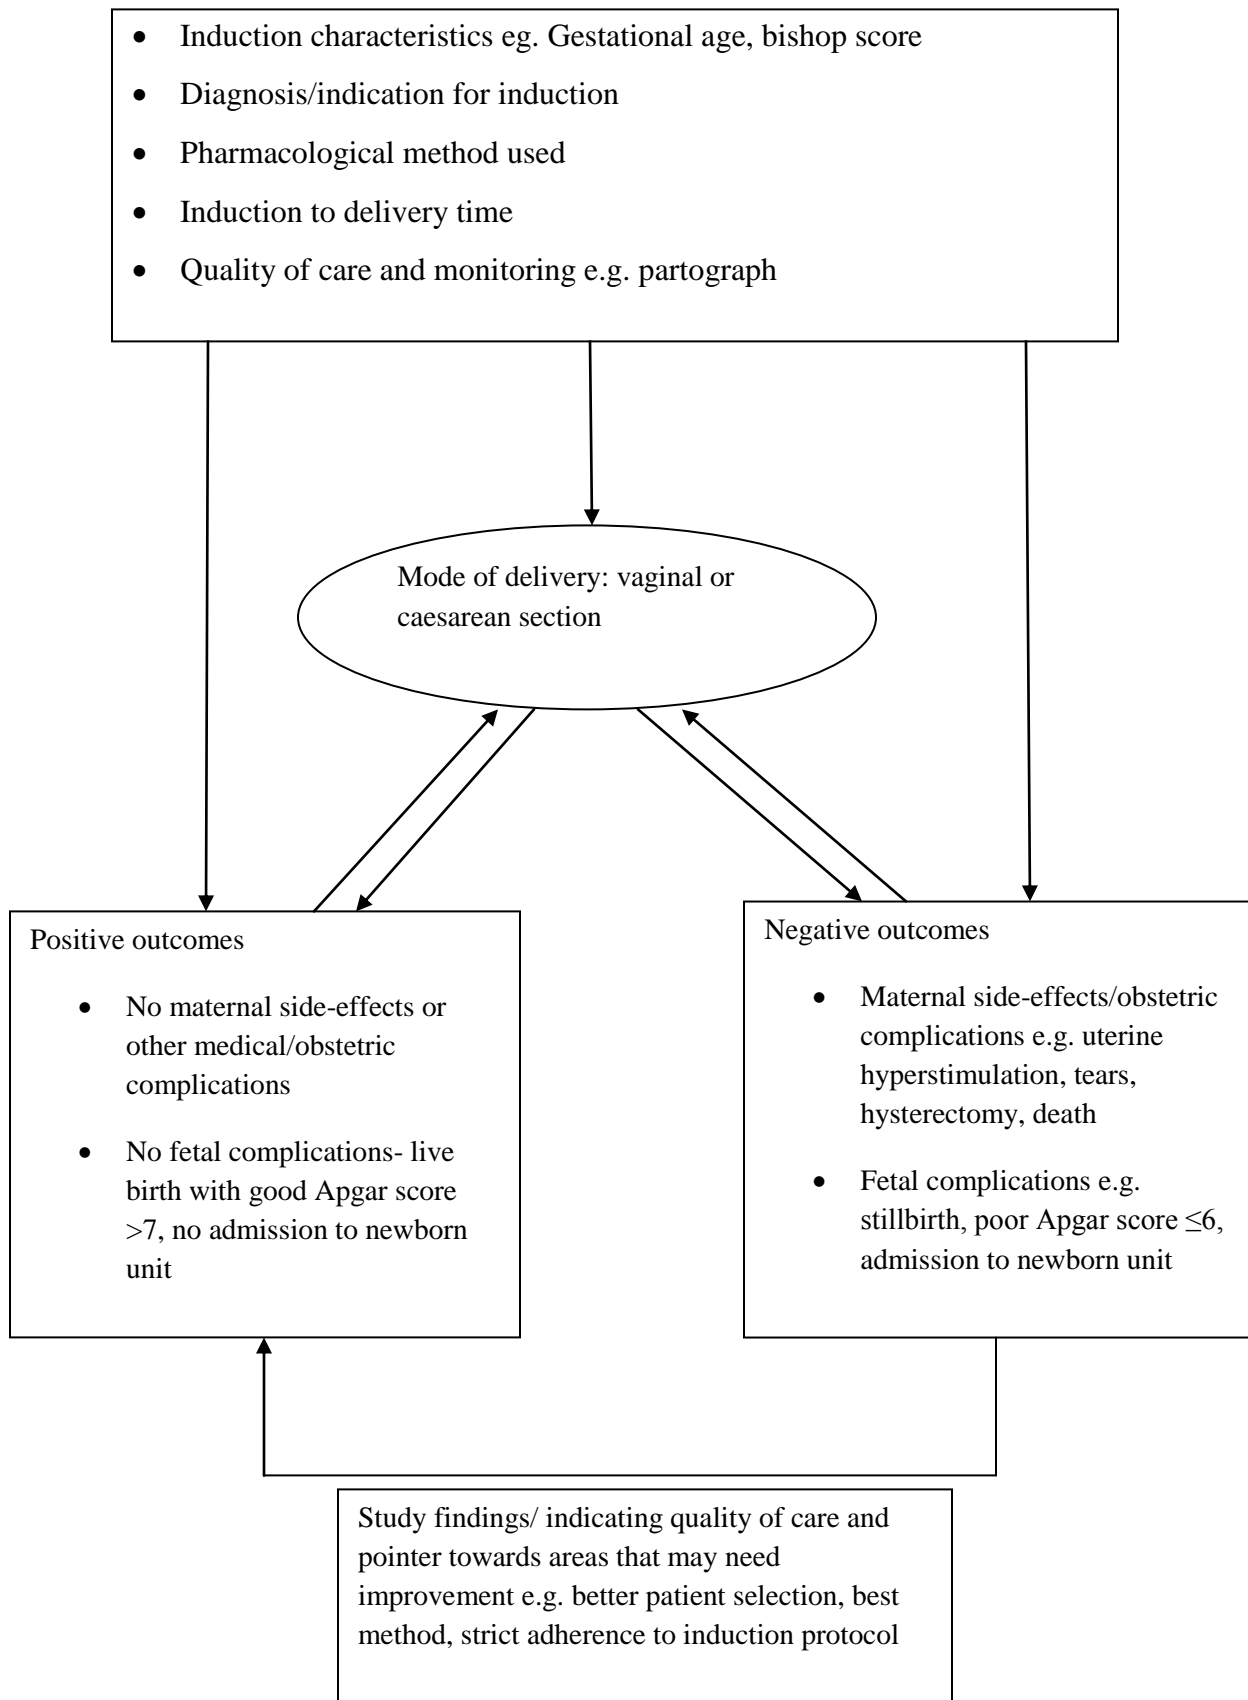 • Induction characteristics eg. Gestational age, bishop score
• Diagnosis/indication for induction
• Pharmacological method used
• Induction to delivery time
• Quality of care and monitoring e.g. partograph
Mode of delivery: vaginal or
caesarean section
Positive outcomes
• No maternal side-effects or
other medical/obstetric
complications
• No fetal complications- live
birth with good Apgar score
>7, no admission to newborn
unit
Negative outcomes
• Maternal side-effects/obstetric
complications e.g. uterine
hyperstimulation, tears,
hysterectomy, death
• Fetal complications e.g.
stillbirth, poor Apgar score ≤6,
admission to newborn unit
Study findings/ indicating quality of care and
pointer towards areas that may need
improvement e.g. better patient selection, best
method, strict adherence to induction protocol